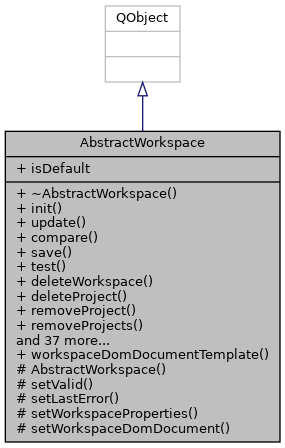 QObject
AbstractWorkspace
+ isDefault
+ ~AbstractWorkspace()
+ init()
+ update()
+ compare()
+ save()
+ test()
+ deleteWorkspace()
+ deleteProject()
+ removeProject()
+ removeProjects()
and 37 more...
+ workspaceDomDocumentTemplate()
# AbstractWorkspace()
# setValid()
# setLastError()
# setWorkspaceProperties()
# setWorkspaceDomDocument()